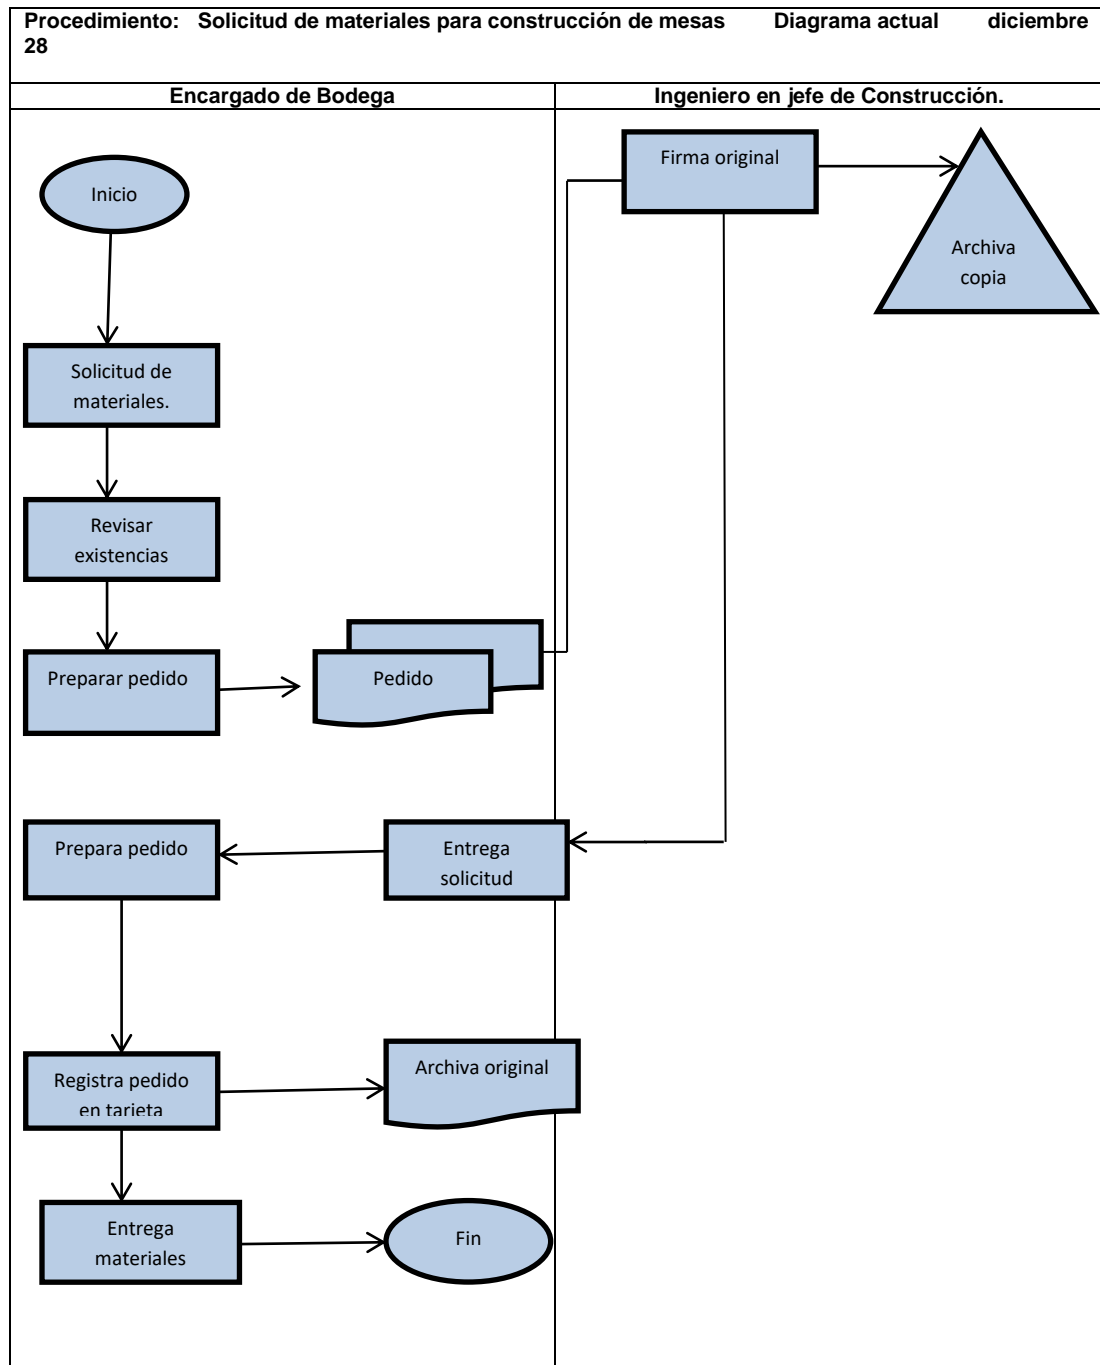 Procedimiento: Solicitud de materiales para construcción de mesas Diagrama actual diciembre
28
Encargado de Bodega
Ingeniero en jefe de Construcción.
Inicio
Firma original
Archiva
copia
Solicitud de
materiales.
Revisar
existencias
Preparar pedido
Pedido
Prepara pedido
Entrega
solicitud
Registra pedido
en tarjeta
Archiva original
Entrega
materiales
Fin